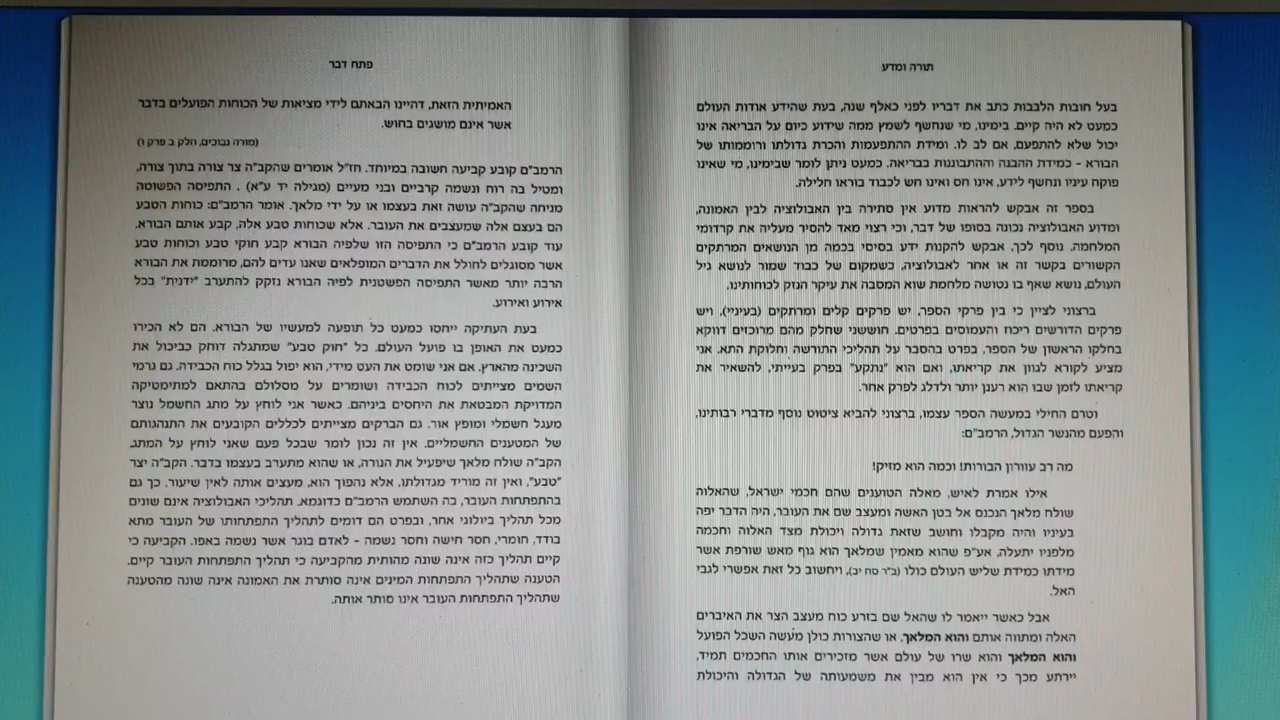 תורה ומדע
בעל חובות הלבבות כתב את דבריו לפני כאלף שנה, בעת שהידע אודות העולם
כמעט לא היה קיים. בימינו, מי שנחשף לשמץ ממה שידוע כיום על הבריאה אינו
יכול שלא להתפעם, אם לב לו. ומידת ההתפעמות והכרת גדולתו ורוממותו של
הבורא – כמידת ההבנה וההתבוננות בבריאה. כמעט ניתן לומר שבימינו, מי שאינו
פוקח עיניו ונחשף לידע, אינו חס ואינו חש לכבוד בוראו חלילה.
בספר זה אבקש להראות מדוע אין סתירה בין האבולוציה לבין האמונה,
ומדוע האבולוציה נכונה בסופו של דבר, וכי רצוי מאד להסיר מעליה את קרדומי
המלחמה. נוסף לכך, אבקש להקנות ידע בסיסי בכמה מן הנושאים המרתקים
הקשורים בקשר זה או אחר לאבולוציה, כשמקום של כבוד שמור לנושא גיל
העולם, נושא שאף בו נטושה מלחמת שוא המסבה את עיקר הנזק לכוחותינו.
ברצוני לציין כי בין פרקי הספר, יש פרקים קלים ומרתקים (בעיניי), ויש
פרקים הדורשים ריכוז והעמוסים בפרטים. חוששני שחלק מהם מרוכזים דווקא
בחלקו הראשון של הספר, בפרט בהסבר על תהליכי התורשה וחלוקת התא. אני
מציע לקורא לגוון את קריאתו, ואם הוא "נתקע" בפרק בעייתי, להשאיר את
קריאתו לזמן שבו הוא רענן יותר ולדלג לפרק אחר.
וטרם החילי במעשה הספר עצמו, ברצוני להביא ציטוט נוסף מדברי רבותינו,
והפעם מהנשר הגדול, הרמב"ם:
מה רב עוורון הבורות! וכמה הוא מזיק!
אילו אמרת לאיש, מאלה הטוענים שהם חכמי ישראל, שהאלוה
שולח מלאך הנכנס אל בטן האשה ומעצב שם את העובר, היה הדבר יפה
בעיניו והיה מקבלו וחושב שזאת גדולה ויכולת מצד האלוה וחכמה
מלפניו יתעלה, אע"פ שהוא מאמין שמלאך הוא גוף מאש שורפת אשר
מידתו כמידת שליש העולם כולו (ב"ר סח יב), ויחשוב כל זאת אפשרי לגבי
האל.
אבל כאשר ייאמר לו שהאל שם בזרע כוח מעצב הצר את האיברים
האלה ומתווה אותם והוא המלאך, או שהצורות כולן מעשה השכל הפועל
והוא המלאך והוא שרו של עולם אשר מזכירים אותו החכמים תמיד,
יירתע מכך כי אין הוא מבין את משמעותה של הגדולה והיכולת
פתח דבר
האמיתית הזאת, דהיינו הבאתם לידי מציאות של הכוחות הפועלים בדבר
אשר אינם מושגים בחוש.
(מורה נבוכים, חלק ב פרק ו)
הרמב"ם קובע קביעה חשובה במיוחד. חז"ל אומרים שהקב"ה צר צורה בתוך צורה,
ומטיל בה רוח ונשמה קרביים ובני מעיים (מגילה יד ע"א) . התפיסה הפשוטה
מניחה שהקב"ה עושה זאת בעצמו או על ידי מלאך. אומר הרמב"ם: כוחות הטבע
הם בעצם אלה שמעצבים את העובר. אלא שכוחות טבע אלה, קבע אותם הבורא.
עוד קובע הרמב"ם כי התפיסה הזו שלפיה הבורא קבע חוקי טבע וכוחות טבע
אשר מסוגלים לחולל את הדברים המופלאים שאנו עדים להם, מרוממת את הבורא
הרבה יותר מאשר התפיסה הפשטנית לפיה הבורא נזקק להתערב "ידנית" בכל
אירוע ואירוע.
בעת העתיקה ייחסו כמעט כל תופעה למעשיו של הבורא. הם לא הכירו
כמעט את האופן בו פועל העולם. כל "חוק טבע" שמתגלה דוחק כביכול את
השכינה מהארץ. אם אני שומט את העט מידי, הוא יפול בגלל כוח הכבידה. גם גרמי
השמים מצייתים לכוח הכבידה ושומרים על מסלולם בהתאם למתימטיקה
המדויקת המבטאת את היחסים ביניהם. כאשר אני לוחץ על מתג החשמל נוצר
מעגל חשמלי ומופץ אור. גם הברקים מצייתים לכללים הקובעים את התנהגותם
של המטענים החשמליים. אין זה נכון לומר שבכל פעם שאני לוחץ על המתג
הקב"ה שולח מלאך שיפעיל את הנורה, או שהוא מתערב בעצמו בדבר. הקב"ה יצר
"טבע", ואין זה מוריד מגדולתו, אלא נהפוך הוא, מעצים אותה לאין שיעור. כך גם
בהתפתחות העובר, בה השתמש הרמב"ם כדוגמא. תהליכי האבולוציה אינם שונים
מכל תהליך ביולוגי אחר, ובפרט הם דומים לתהליך התפתחותו של העובר מתא
בודד, חומרי, חסר חישה וחסר נשמה – לאדם בוגר אשר נשמה באפו. הקביעה כי
קיים תהליך כזה אינה שונה מהותית מהקביעה כי תהליך התפתחות העובר קיים.
הטענה שתהליך התפתחות המינים אינה סותרת את האמונה אינה שונה מהטענה
שתהליך התפתחות העובר אינו סותר אותה.